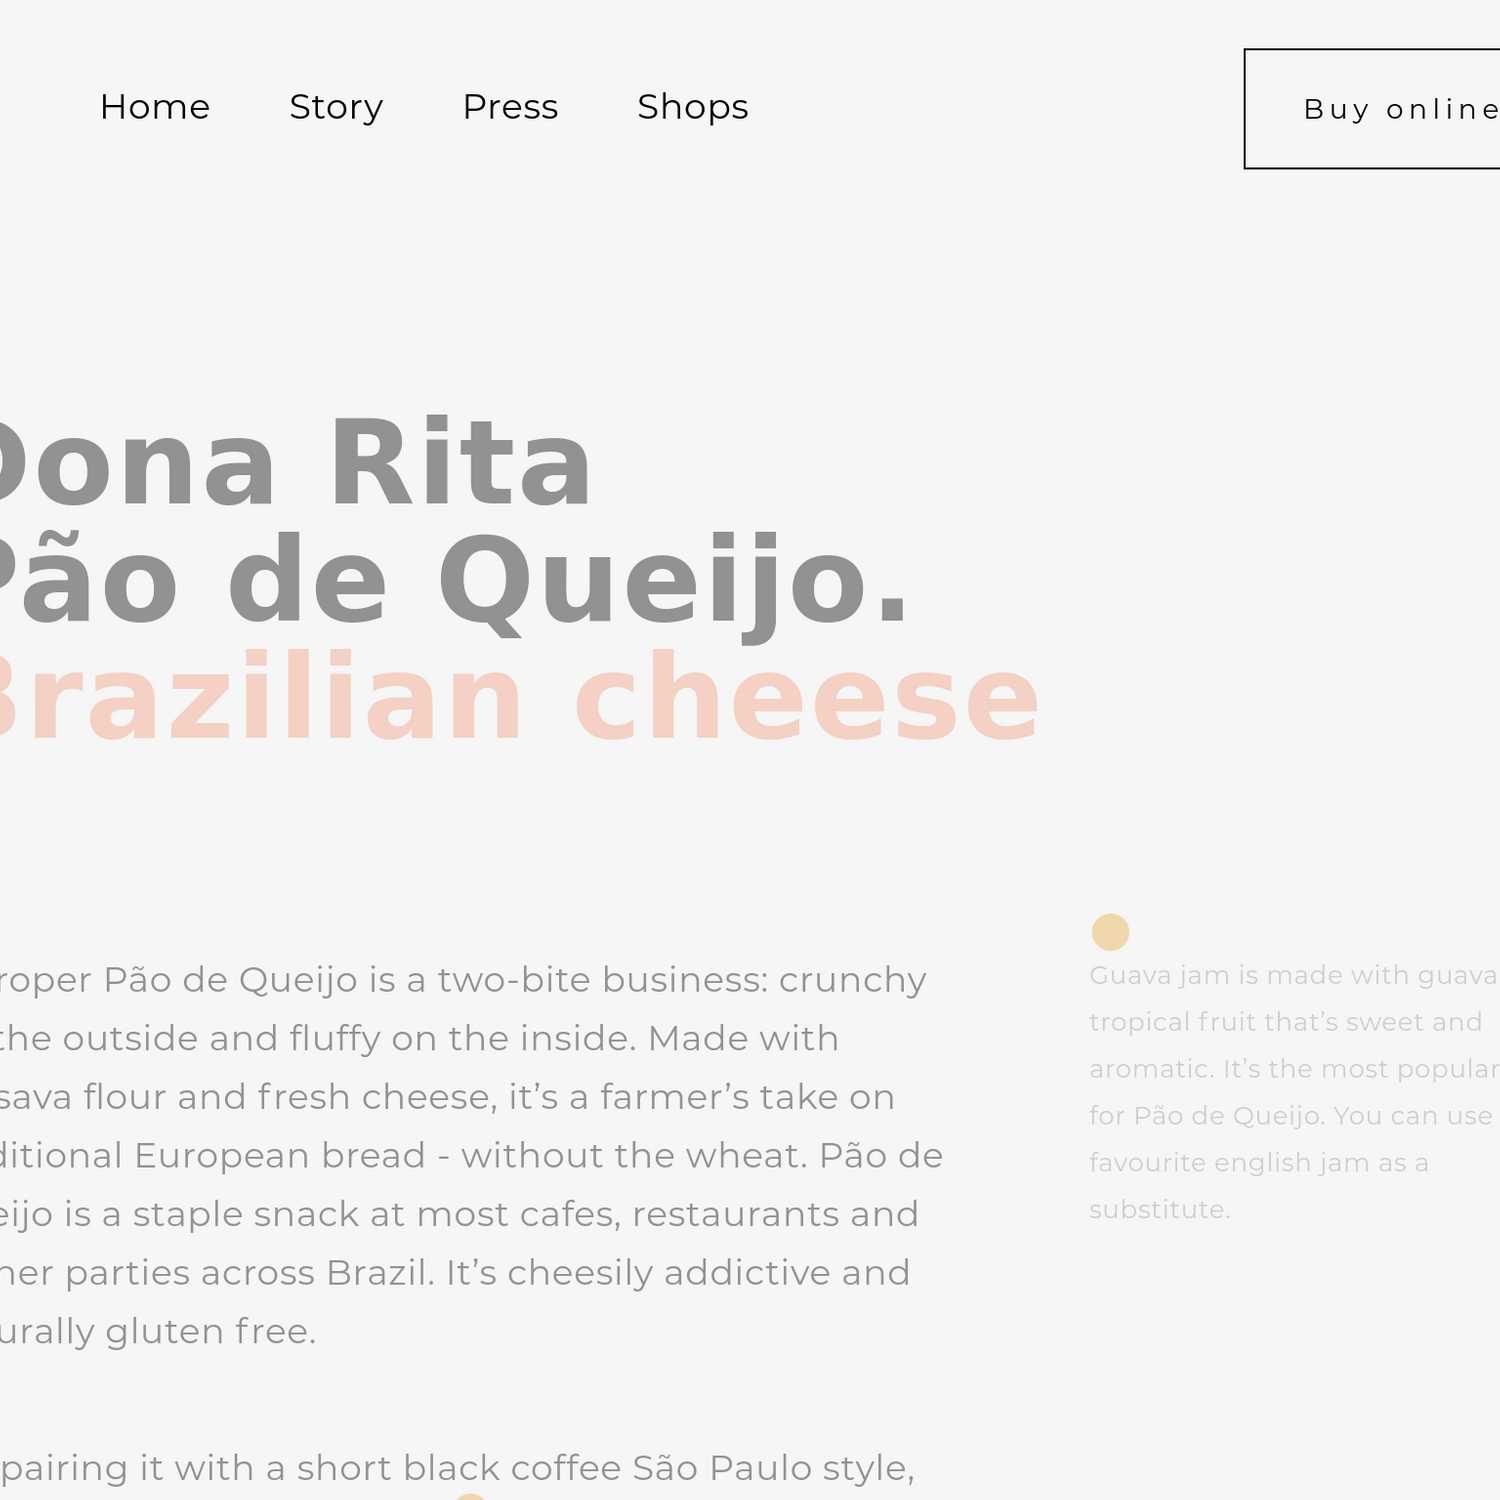 Home Story Press Shops
Buy online
Dona Rita
Pão de Queijo.
Brazilian cheese
roper Pão de Queijo is a two-bite business: crunchy
the outside and fluffy on the inside. Made with
sava flour and fresh cheese, it’s a farmer’s take on
ditional European bread - without the wheat. Pão de
eijo is a staple snack at most cafes, restaurants and
ner parties across Brazil. It’s cheesily addictive and
urally gluten free.
pairing it with a short black coffee São Paulo style,
Guava jam is made with guava
tropical fruit that’s sweet and
aromatic. It’s the most popular
for Pão de Queijo. You can use
favourite english jam as a
substitute.